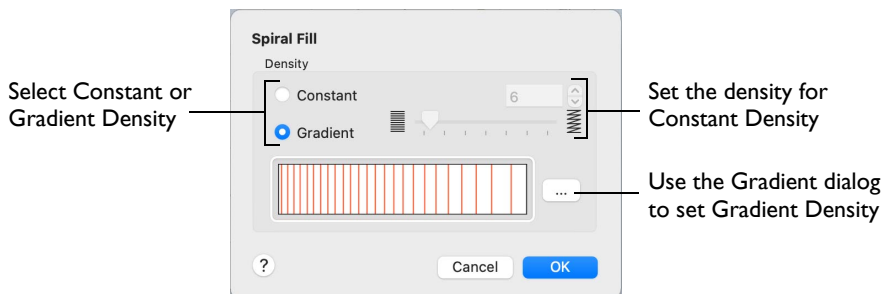 Spiral Fill
Density
Select Constant or
Gradient Density
Constant
6
Gradient
Set the density for
Constant Density
...
Use the Gradient dialog
to set Gradient Density
?
Cancel
OK